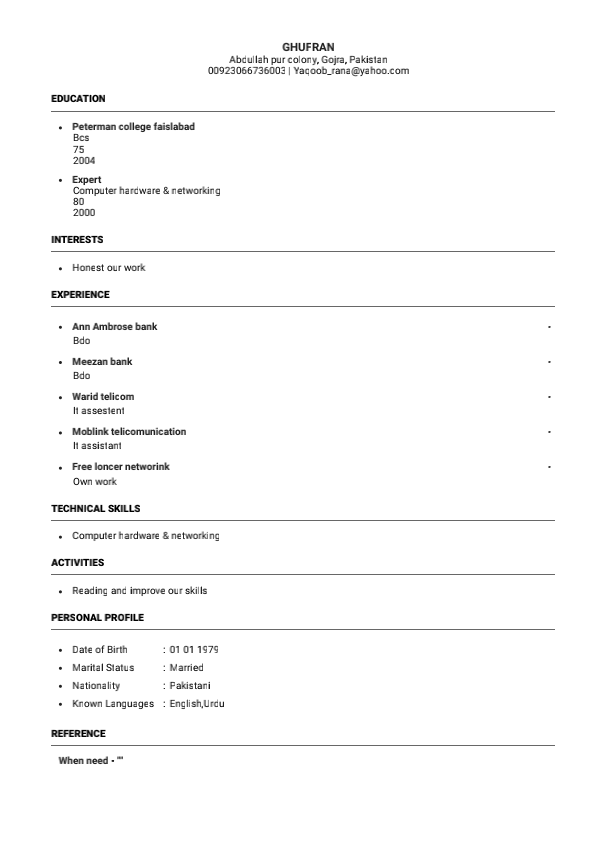 GHUFRAN
Abdullah pur colony, Gojra, Pakistan
00923066736003 | Yaqoob_rana@yahoo.com
EDUCATION
• Peterman college faislabad
Bcs
75
2004
• Expert
Computer hardware & networking
80
2000
INTERESTS
• Honest our work
EXPERIENCE
• Ann Ambrose bank -
Bdo
• Meezan bank -
Bdo
• Warid telicom -
It assestent
• Moblink telicomunication -
It assistant
• Free loncer networink -
Own work
TECHNICAL SKILLS
• Computer hardware & networking
ACTIVITIES
• Reading and improve our skills
PERSONAL PROFILE
• Date of Birth : 01 01 1979
• Marital Status : Married
• Nationality : Pakistani
• Known Languages : English,Urdu
REFERENCE
When need - ""